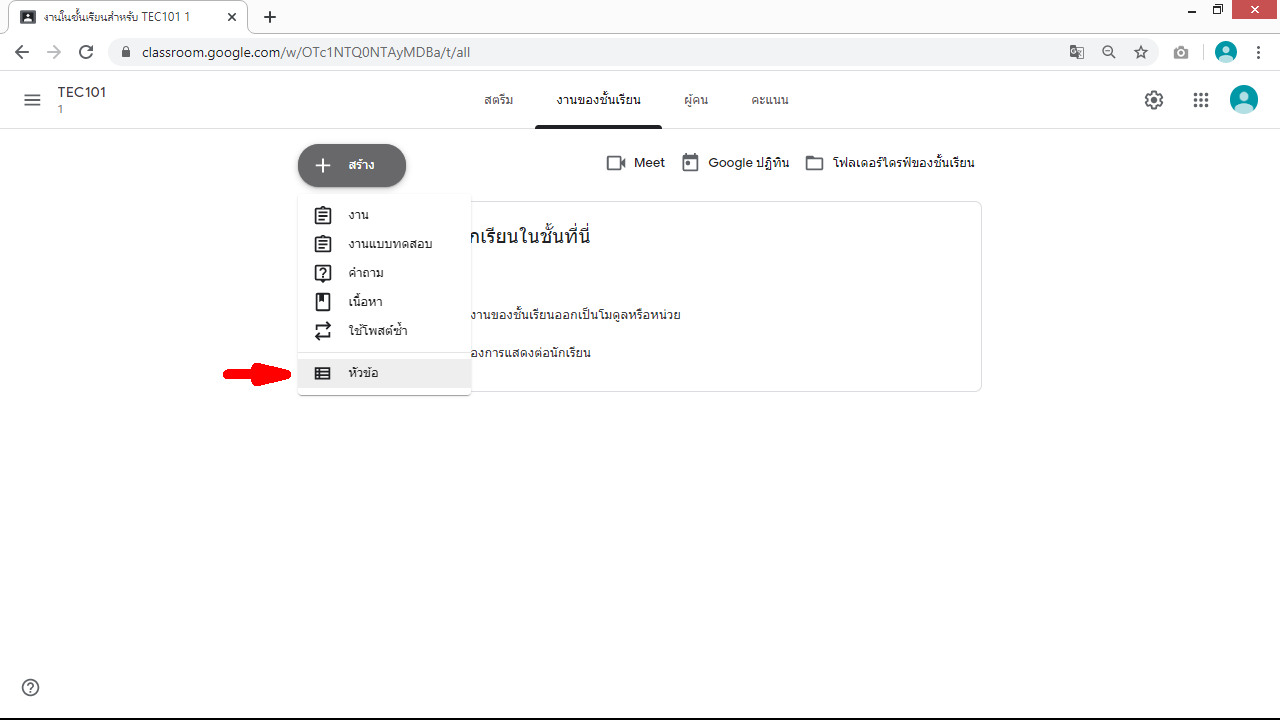 งานในชั้นเรียนสำหรับ TEC101 1
classroom.google.com/w/OTc1NTQ0NTAyMDBa/t/all
TEC101
1
สตรีม งานของชั้นเรียน ผู้คน คะแนน
สร้าง
Meet Google ปฏิทิน โฟลเดอร์ไดรฟ์ของชั้นเรียน
งาน
กเรียนในชั้นที่นี่
งานแบบทดสอบ
คำถาม
เนื้อหา
งานของชั้นเรียนออกเป็นโมดูลหรือหน่วย
ใช้โพสต์ซ้ำ
องการแสดงต่อนักเรียน
หัวข้อ